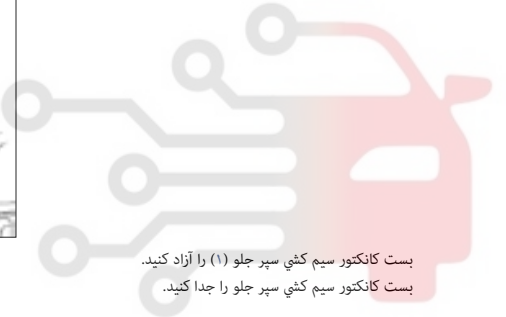 بست کانکتور سیم کشي سپر جلو (۱) را آزاد کنید.
بست کانکتور سیم کشي سپر جلو را جدا کنید.